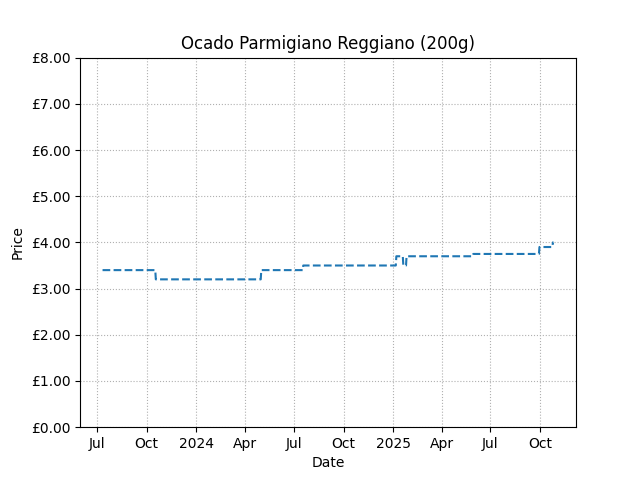 Ocado Parmigiano Reggiano (200g)
£8.00
£7.00
£6.00
£5.00
£4.00
£3.00
£2.00
£1.00
£0.00
Price
Jul Oct 2024 Apr Jul Oct 2025 Apr Jul Oct
Date